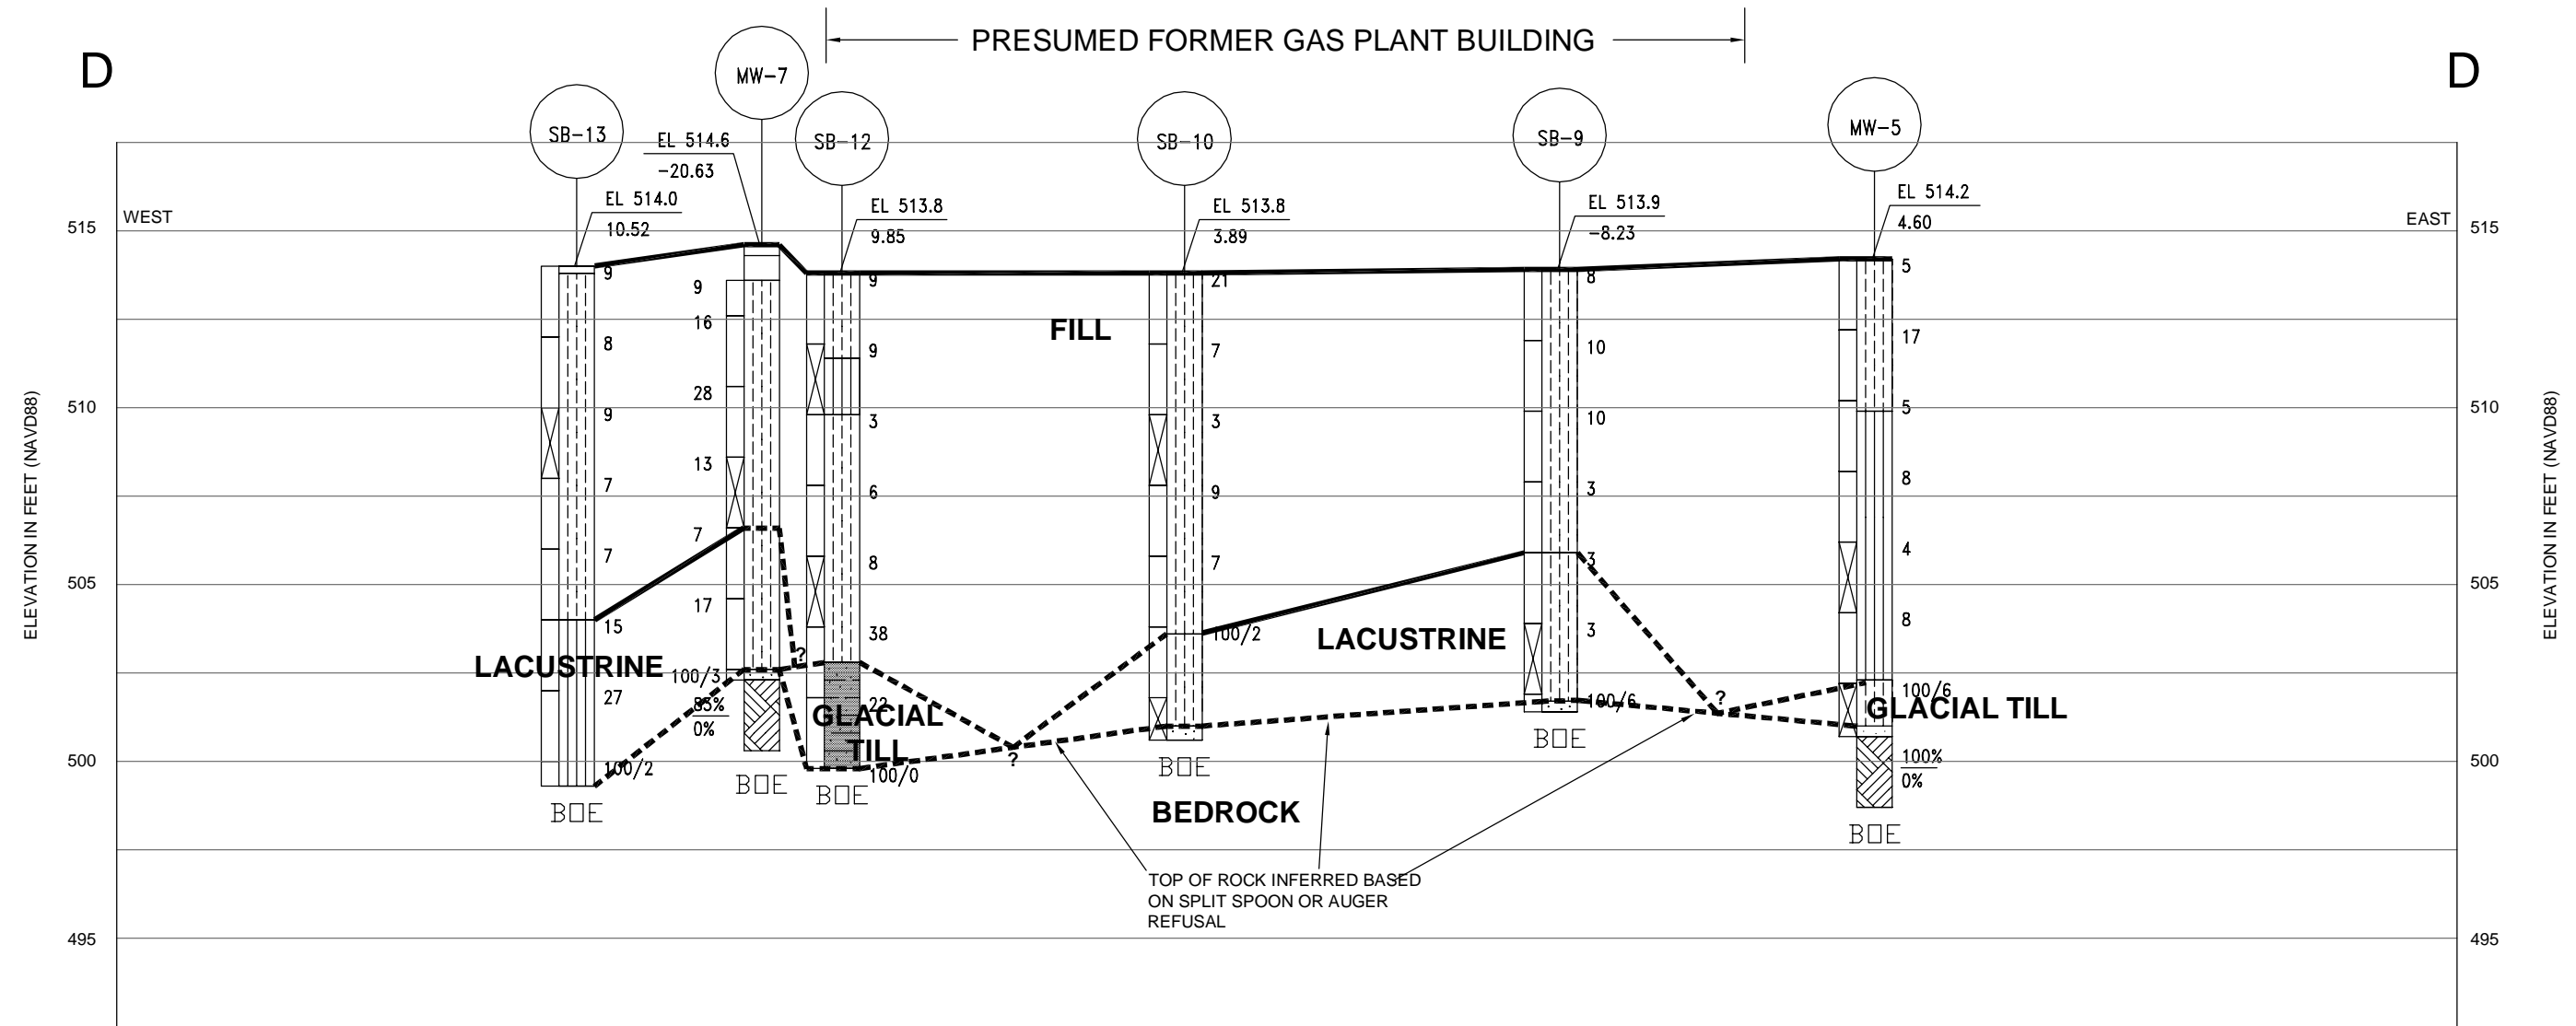 PRESUMED FORMER GAS PLANT BUILDING
D
D
MW-7
SB-13
SB-12
SB-10
SB-9
MW-5
EL 514.6
-20.63
EL 514.0
10.52
EL 513.8
9.85
EL 513.8
3.89
EL 513.9
-8.23
EL 514.2
4.60
WEST
EAST
515
510
505
500
495
ELEVATION IN FEET (NAVD88)
9
8
9
7
7
15
27
100/2
BOE
9
16
28
13
7
17
100/3
83%
0%
BOE
9
9
3
6
8
38
22
100/0
BOE
21
7
3
9
7
100/2
BOE
8
10
10
3
3
3
100/6
BOE
5
17
5
8
4
8
100/6
100%
0%
BOE
FILL
LACUSTRINE
LACUSTRINE
GLACIAL
TILL
GLACIAL TILL
?
?
?
BEDROCK
TOP OF ROCK INFERRED BASED
ON SPLIT SPOON OR AUGER
REFUSAL
515
510
505
500
495
ELEVATION IN FEET (NAVD88)